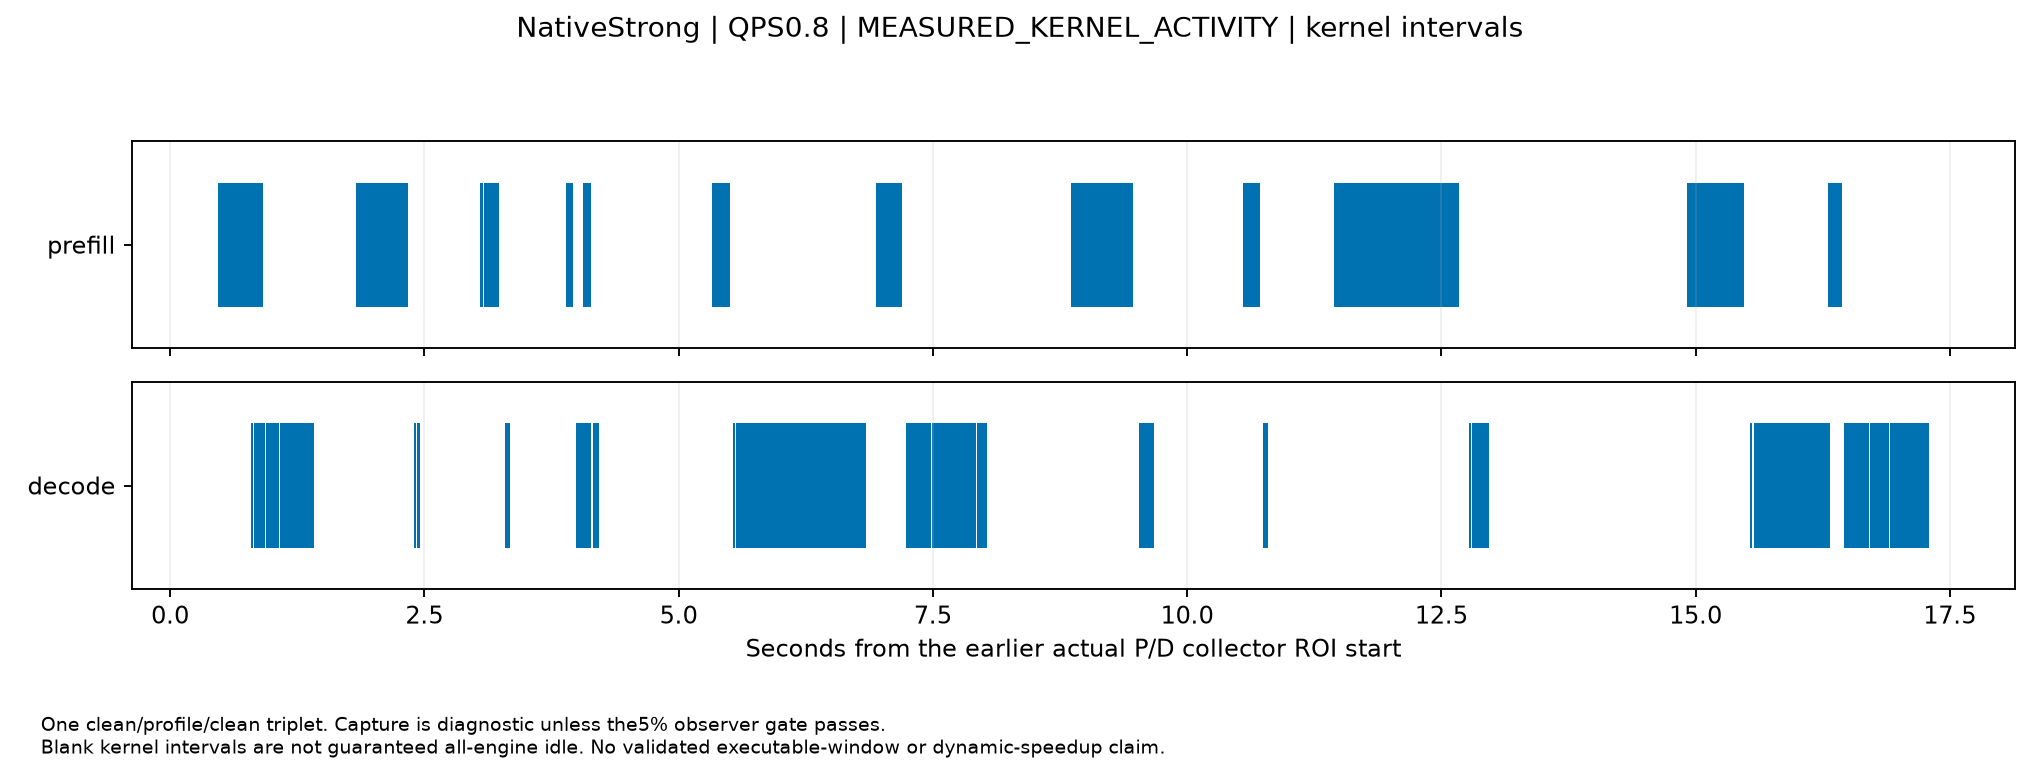 NativeStrong | QPS0.8 | MEASURED_KERNEL_ACTIVITY | kernel intervals
prefill
decode
0.0 2.5 5.0 7.5 10.0 12.5 15.0 17.5
Seconds from the earlier actual P/D collector ROI start
One clean/profile/clean triplet. Capture is diagnostic unless the5% observer gate passes.
Blank kernel intervals are not guaranteed all-engine idle. No validated executable-window or dynamic-speedup claim.